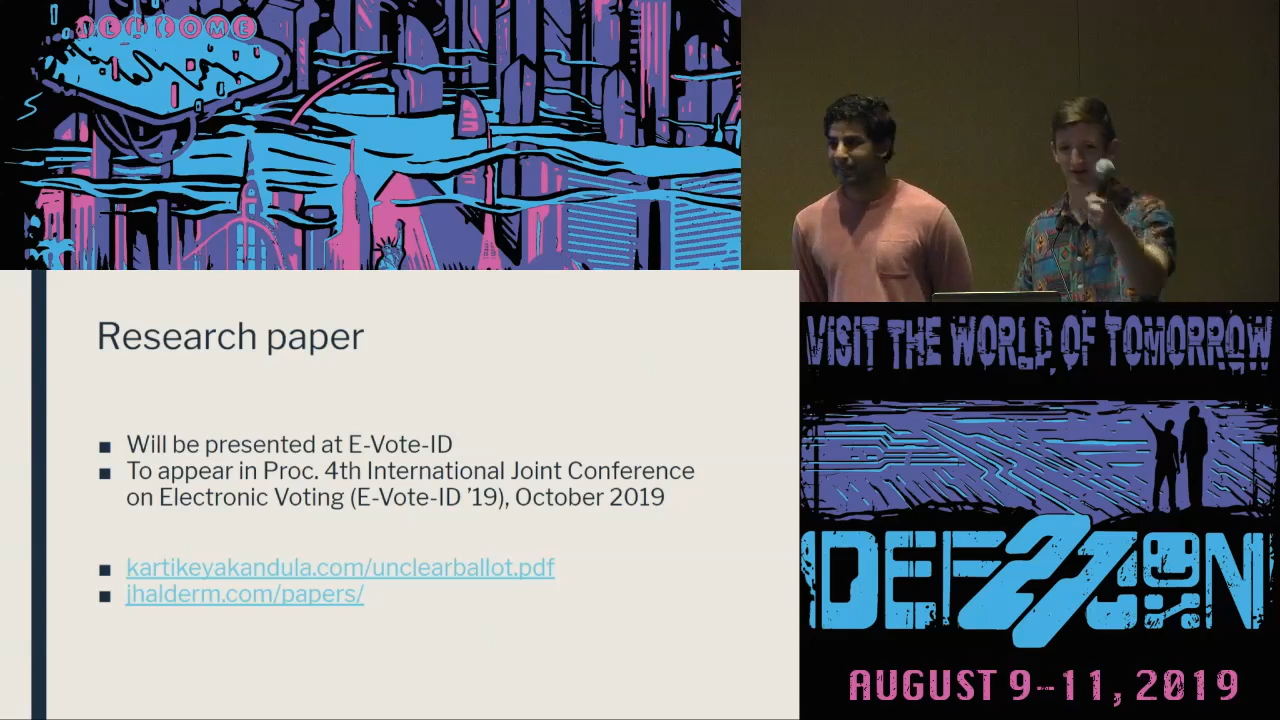 WELCOME
Research paper
■ Will be presented at E-Vote-ID
■ To appear in Proc. 4th International Joint Conference
on Electronic Voting (E-Vote-ID ’19), October 2019
■ kartikeyakandula.com/unclearballot.pdf
■ jhalderm.com/papers/
VISIT THE WORLD OF TOMORROW
DEF 27 CON
AUGUST 9--11, 2019